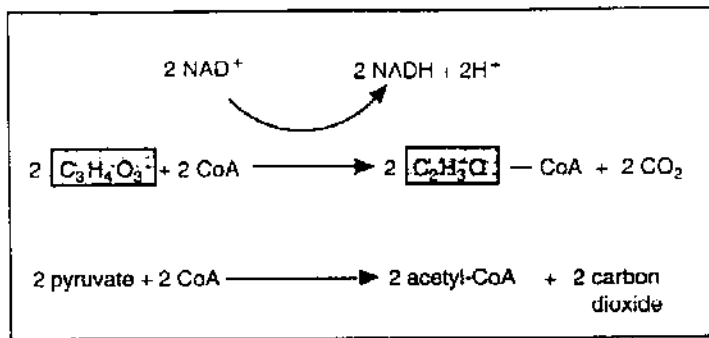 2 NAD⁺ 2 NADH + 2H⁺
2 C₃H₄O₃ + 2 CoA 2 C₂H₃O — CoA + 2 CO₂
2 pyruvate + 2 CoA 2 acetyl-CoA + 2 carbon
dioxide